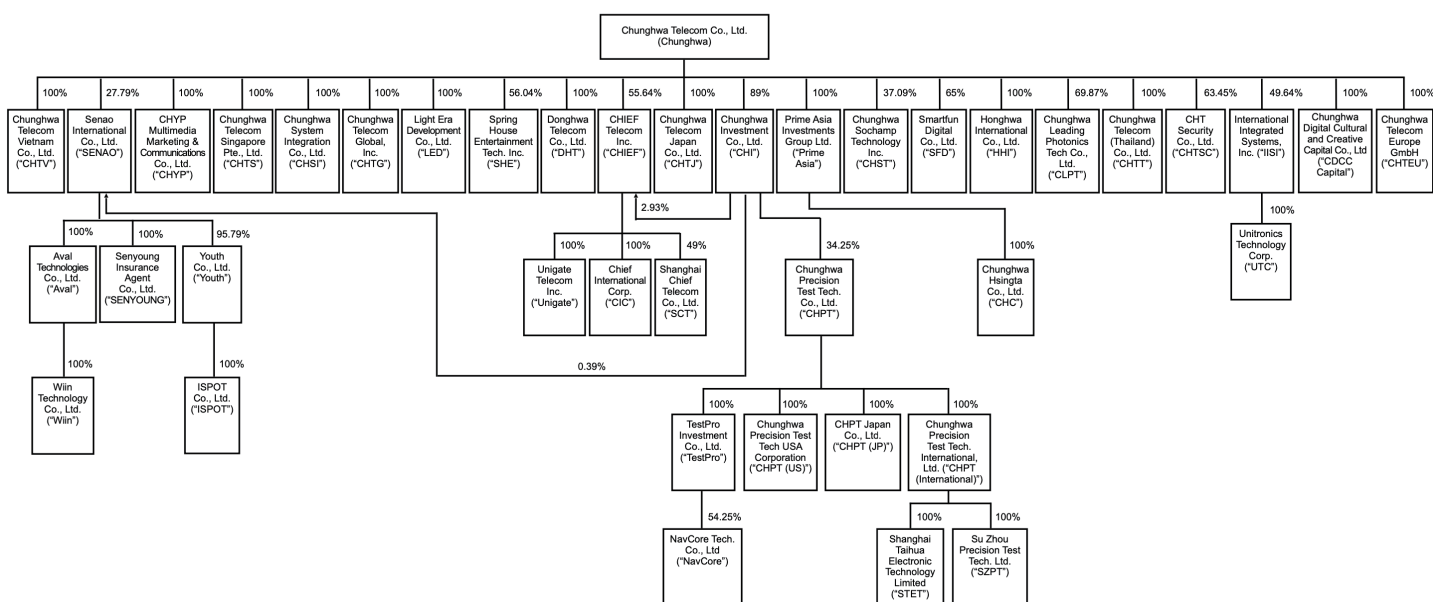 Chunghwa Telecom Co., Ltd.
(Chunghwa)
100%
27.79%
100%
100%
100%
100%
100%
56.04%
100%
55.64%
100%
89%
100%
37.09%
65%
100%
69.87%
100%
63.45%
49.64%
100%
100%
Chunghwa
Telecom
Vietnam
Co., Ltd.
("CHTV")
Senao
International
Co., Ltd.
("SENAO")
CHYP
Multimedia
Marketing &
Communications
Co., Ltd.
("CHYP")
Chunghwa
Telecom
Singapore
Pte., Ltd.
("CHTS")
Chunghwa
System
Integration
Co., Ltd.
("CHSI")
Chunghwa
Telecom
Global,
Inc.
("CHTG")
Light Era
Development
Co., Ltd.
("LED")
Spring
House
Entertainment
Tech. Inc.
("SHE")
Donghwa
Telecom
Co., Ltd.
("DHT")
CHIEF
Telecom
Inc.
("CHIEF")
Chunghwa
Telecom
Japan
Co., Ltd.
("CHTJ")
Chunghwa
Investment
Co., Ltd.
("CHI")
Prime Asia
Investments
Group Ltd.
("Prime
Asia")
Chunghwa
Sochamp
Technology
Inc.
("CHST")
Smartfun
Digital
Co., Ltd.
("SFD")
Honghwa
International
Co., Ltd.
("HHI")
Chunghwa
Leading
Photonics
Tech Co.,
Ltd.
("CLPT")
Chunghwa
Telecom
(Thailand)
Co., Ltd.
("CHTT")
CHT
Security
Co., Ltd.
("CHTSC")
International
Integrated
Systems,
Inc. ("IISI")
Chunghwa
Digital Cultural
and Creative
Capital Co., Ltd
("CDCC
Capital")
Chunghwa
Telecom
Europe
GmbH
("CHTEU")
2.93%
100%
100%
95.79%
Aval
Technologies
Co., Ltd.
("Aval")
Senyoung
Insurance
Agent
Co., Ltd.
("SENYOUNG")
Youth
Co., Ltd.
("Youth")
100%
100%
49%
Unigate
Telecom
Inc.
("Unigate")
Chief
International
Corp.
("CIC")
Shanghai
Chief
Telecom
Co., Ltd.
("SCT")
34.25%
Chunghwa
Precision
Test Tech.
Co., Ltd.
("CHPT")
100%
Chunghwa
Hsingta
Co., Ltd.
("CHC")
100%
Unitronics
Technology
Corp.
("UTC")
0.39%
100%
100%
Wiin
Technology
Co., Ltd.
("Wiin")
ISPOT
Co., Ltd.
("ISPOT")
100%
100%
100%
100%
TestPro
Investment
Co., Ltd.
("TestPro")
Chunghwa
Precision Test
Tech USA
Corporation
("CHPT (US)")
CHPT Japan
Co., Ltd.
("CHPT (JP)")
Chunghwa
Precision
Test Tech.
International,
Ltd. ("CHPT
(International)")
54.25%
100%
100%
NavCore Tech.
Co., Ltd
("NavCore")
Shanghai
Taihua
Electronic
Technology
Limited
("STET")
Su Zhou
Precision Test
Tech. Ltd.
("SZPT")